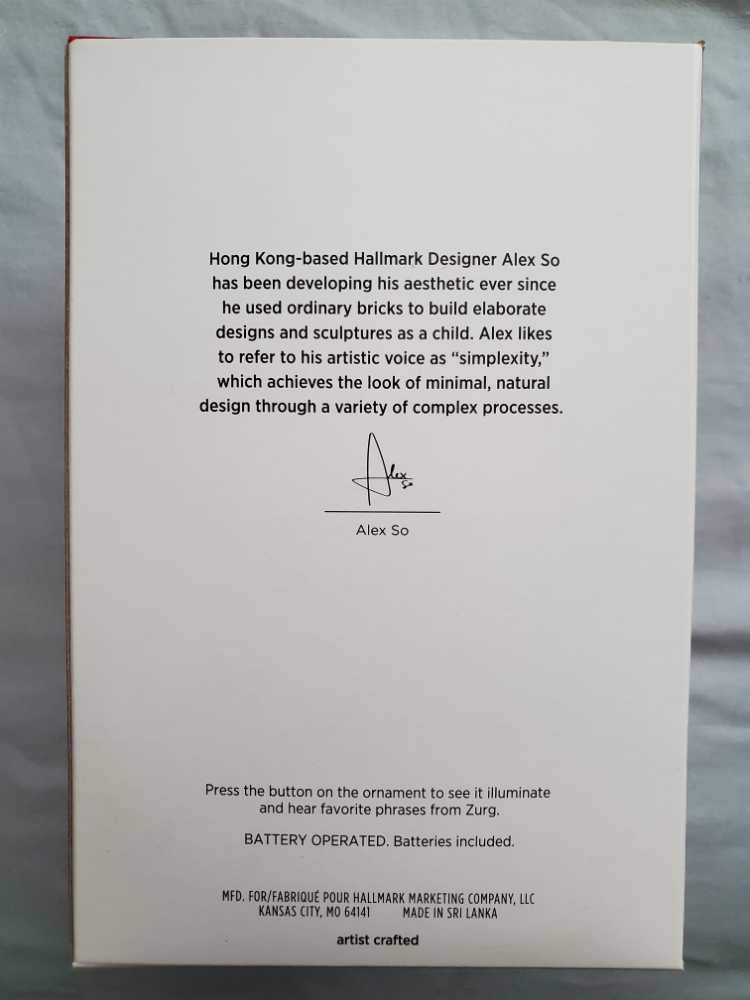 Hong Kong-based Hallmark Designer Alex So
has been developing his aesthetic ever since
he used ordinary bricks to build elaborate
designs and sculptures as a child. Alex likes
to refer to his artistic voice as “simplexity,”
which achieves the look of minimal, natural
design through a variety of complex processes.
Alex
So
Alex So
Press the button on the ornament to see it illuminate
and hear favorite phrases from Zurg.
BATTERY OPERATED. Batteries included.
MFD. FOR/FABRIQUÉ POUR HALLMARK MARKETING COMPANY, LLC
KANSAS CITY, MO 64141 MADE IN SRI LANKA
artist crafted